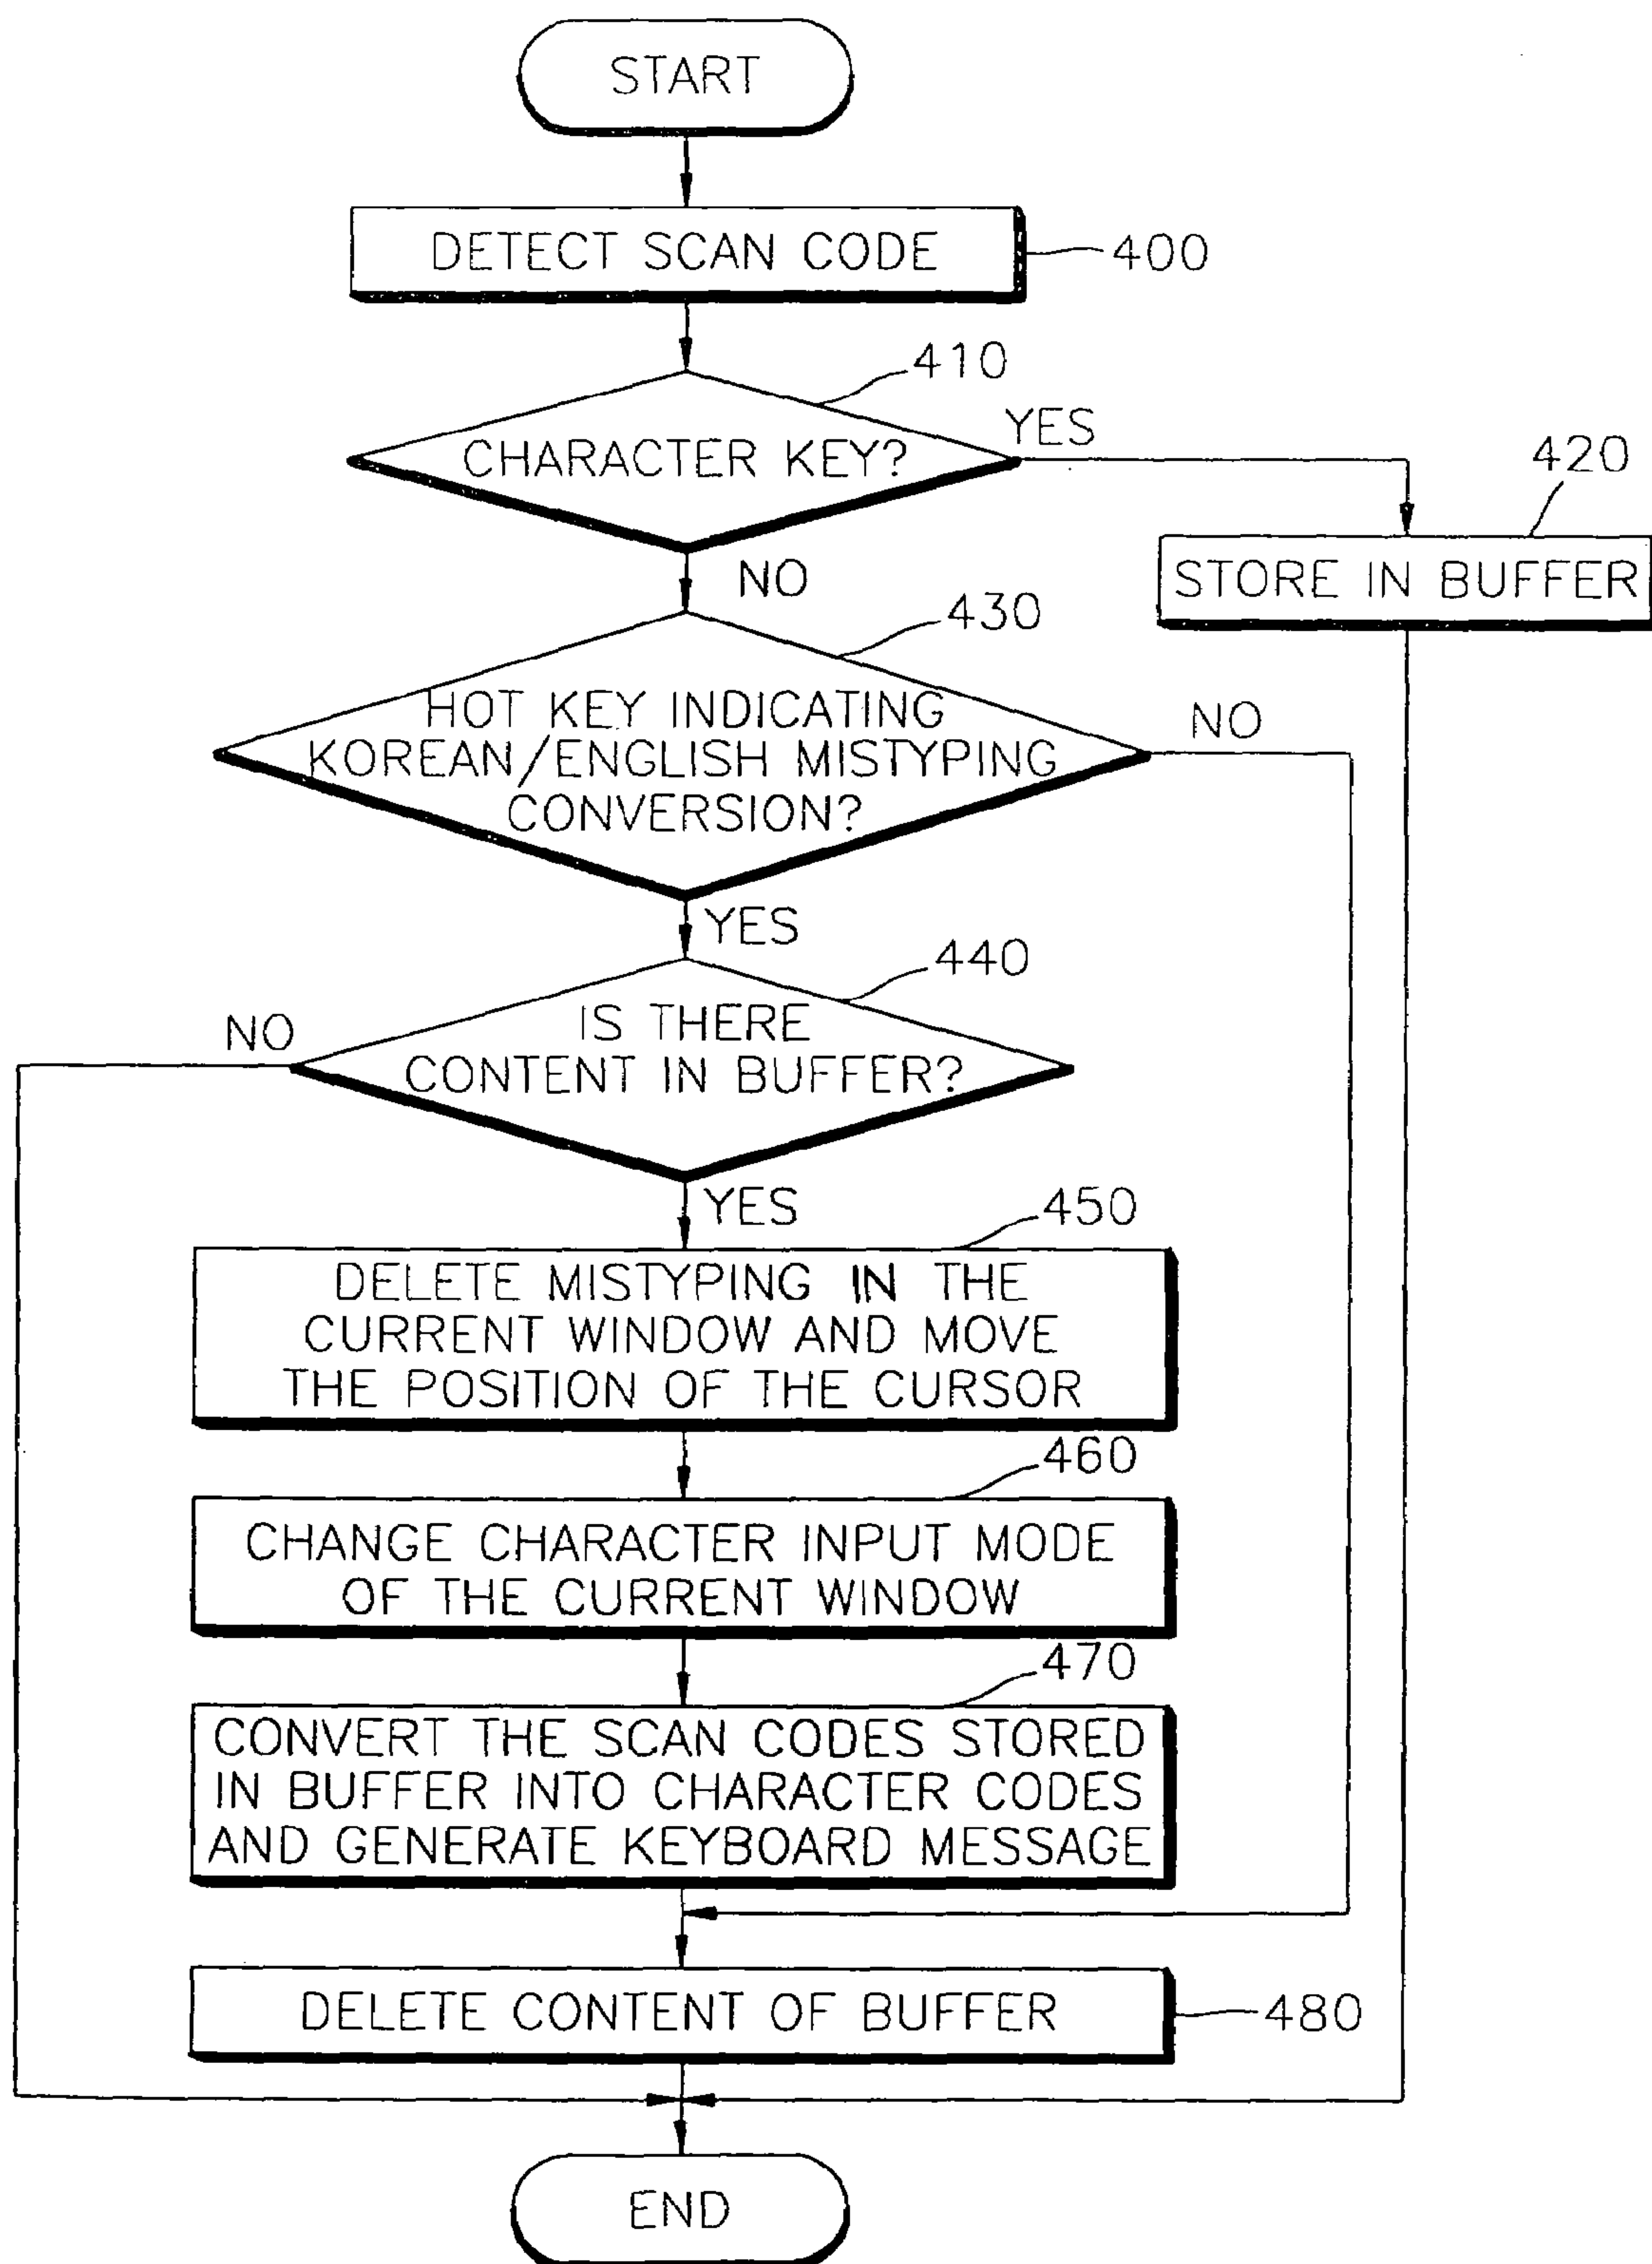 START
DETECT SCAN CODE
400
410
CHARACTER KEY?
YES
420
STORE IN BUFFER
NO
430
HOT KEY INDICATING
KOREAN/ENGLISH MISTYPING
CONVERSION?
NO
YES
440
IS THERE
CONTENT IN BUFFER?
NO
YES
450
DELETE MISTYPING IN THE
CURRENT WINDOW AND MOVE
THE POSITION OF THE CURSOR
460
CHANGE CHARACTER INPUT MODE
OF THE CURRENT WINDOW
470
CONVERT THE SCAN CODES STORED
IN BUFFER INTO CHARACTER CODES
AND GENERATE KEYBOARD MESSAGE
DELETE CONTENT OF BUFFER
480
END